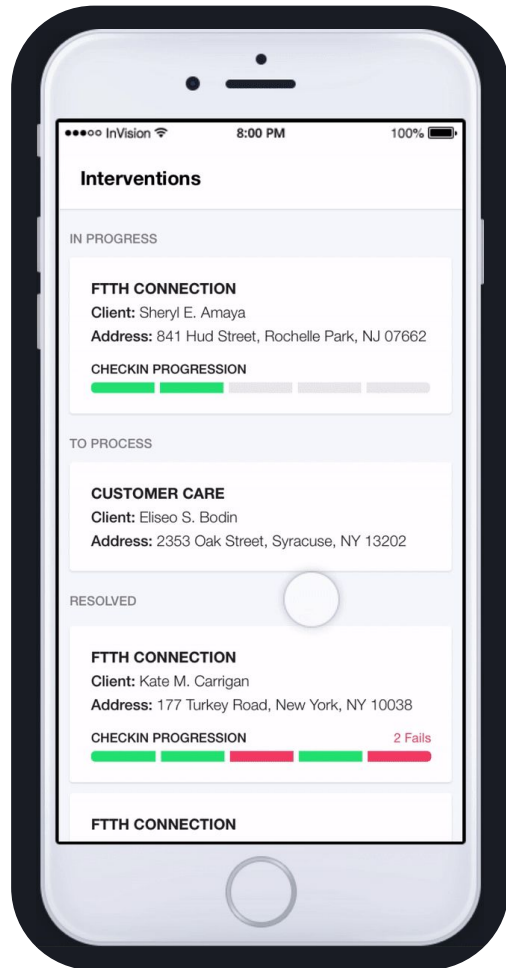 InVision 8:00 PM 100%
Interventions
IN PROGRESS
FTTH CONNECTION
Client: Sheryl E. Amaya
Address: 841 Hud Street, Rochelle Park, NJ 07662
CHECKIN PROGRESSION
TO PROCESS
CUSTOMER CARE
Client: Eliseo S. Bodin
Address: 2353 Oak Street, Syracuse, NY 13202
RESOLVED
FTTH CONNECTION
Client: Kate M. Carrigan
Address: 177 Turkey Road, New York, NY 10038
CHECKIN PROGRESSION 2 Fails
FTTH CONNECTION